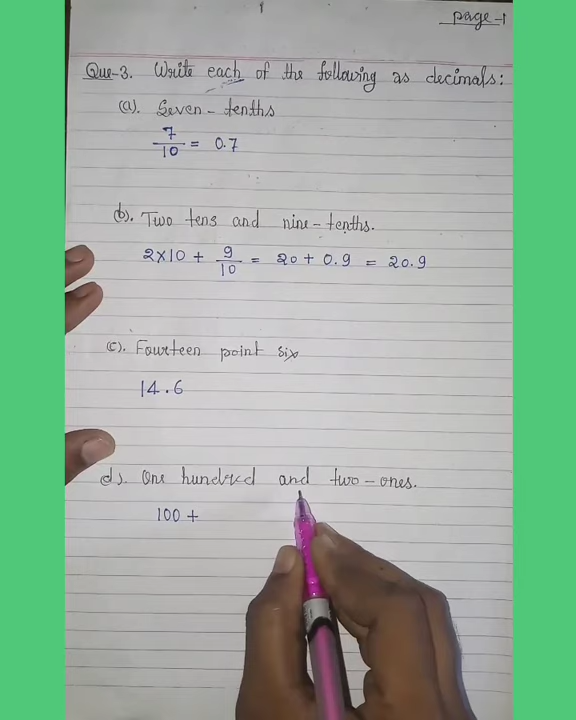 page-1
Que-3. Write each of the following as decimals:
(a). Seven-tenths
7/10 = 0.7
(b). Two tens and nine-tenths.
2×10 + 9/10 = 20 + 0.9 = 20.9
(c). Fourteen point six
14.6
(d). One hundred and two-ones.
100 +